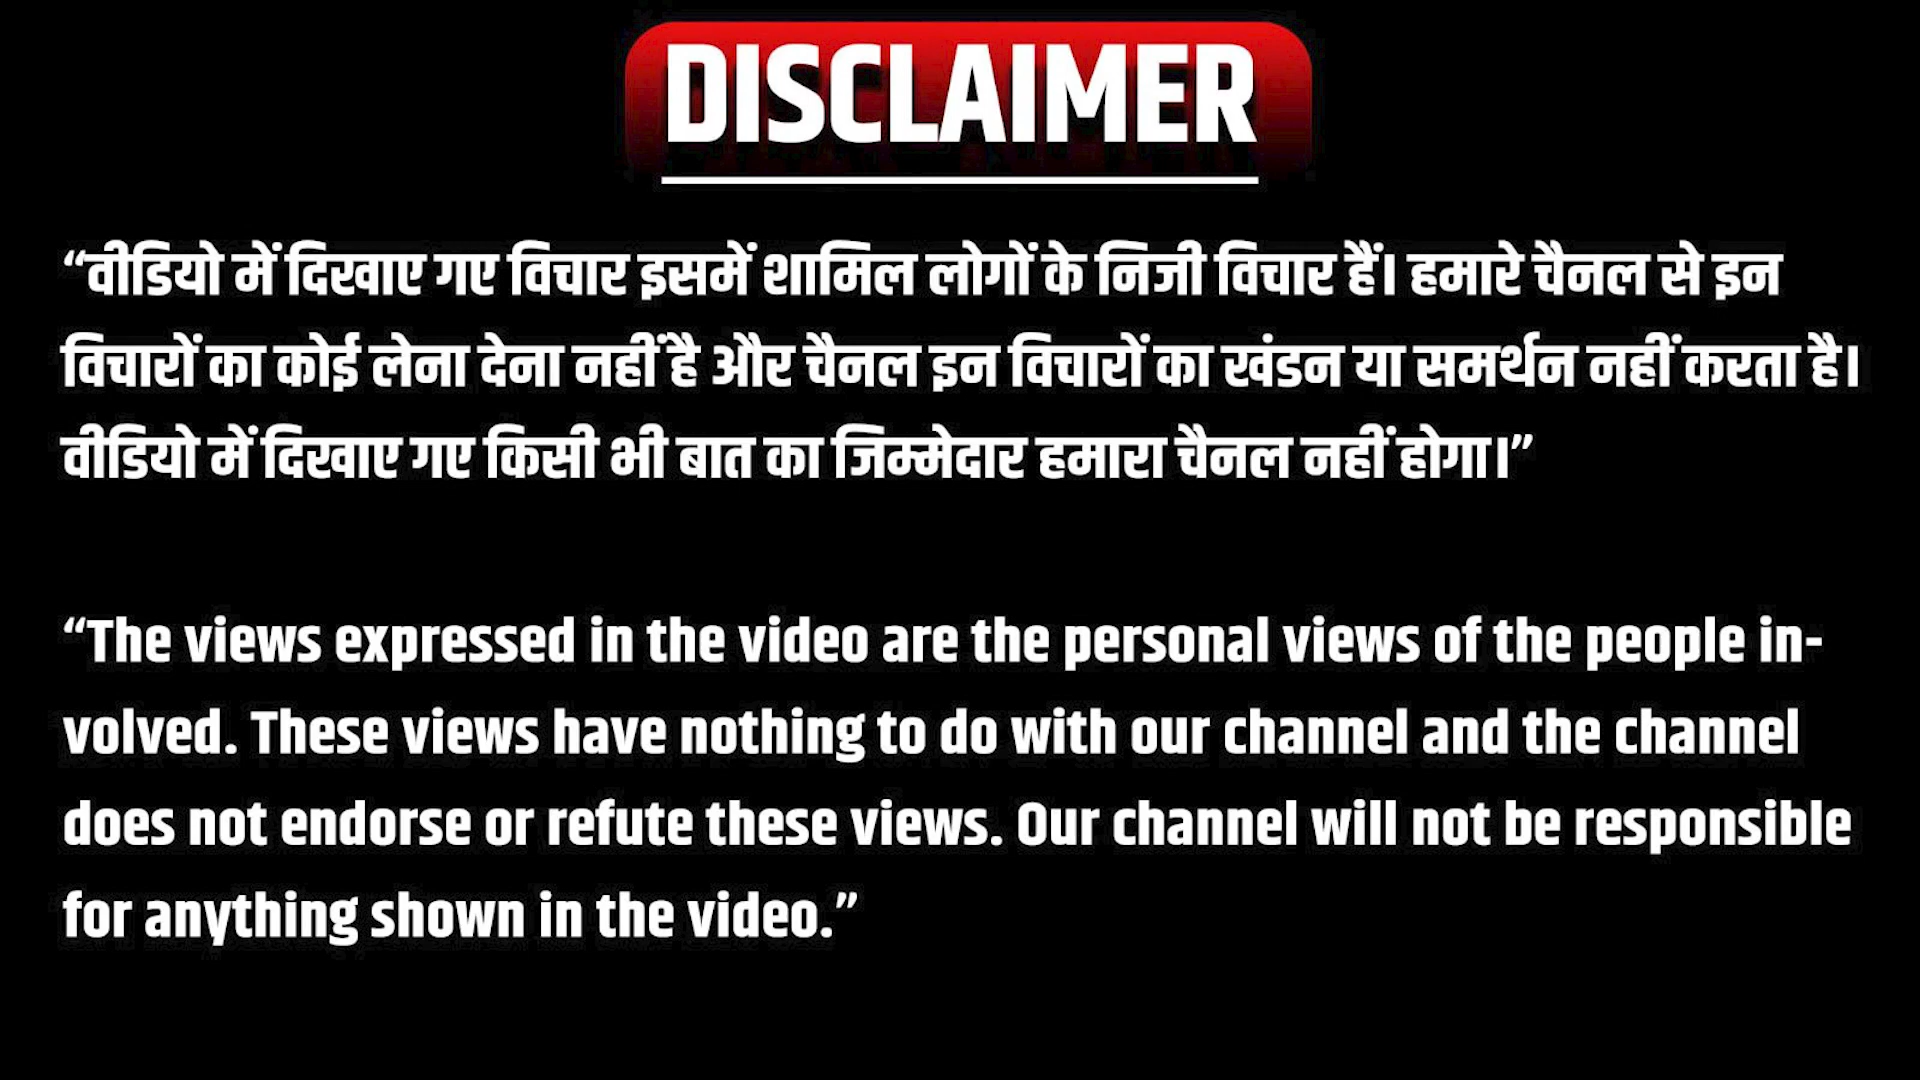 DISCLAIMER
“वीडियो में दिखाए गए विचार इसमें शामिल लोगों के निजी विचार हैं। हमारे चैनल से इन
विचारों का कोई लेना देना नहीं है और चैनल इन विचारों का खंडन या समर्थन नहीं करता है।
वीडियो में दिखाए गए किसी भी बात का जिम्मेदार हमारा चैनल नहीं होगा।”
“The views expressed in the video are the personal views of the people in-
volved. These views have nothing to do with our channel and the channel
does not endorse or refute these views. Our channel will not be responsible
for anything shown in the video.”